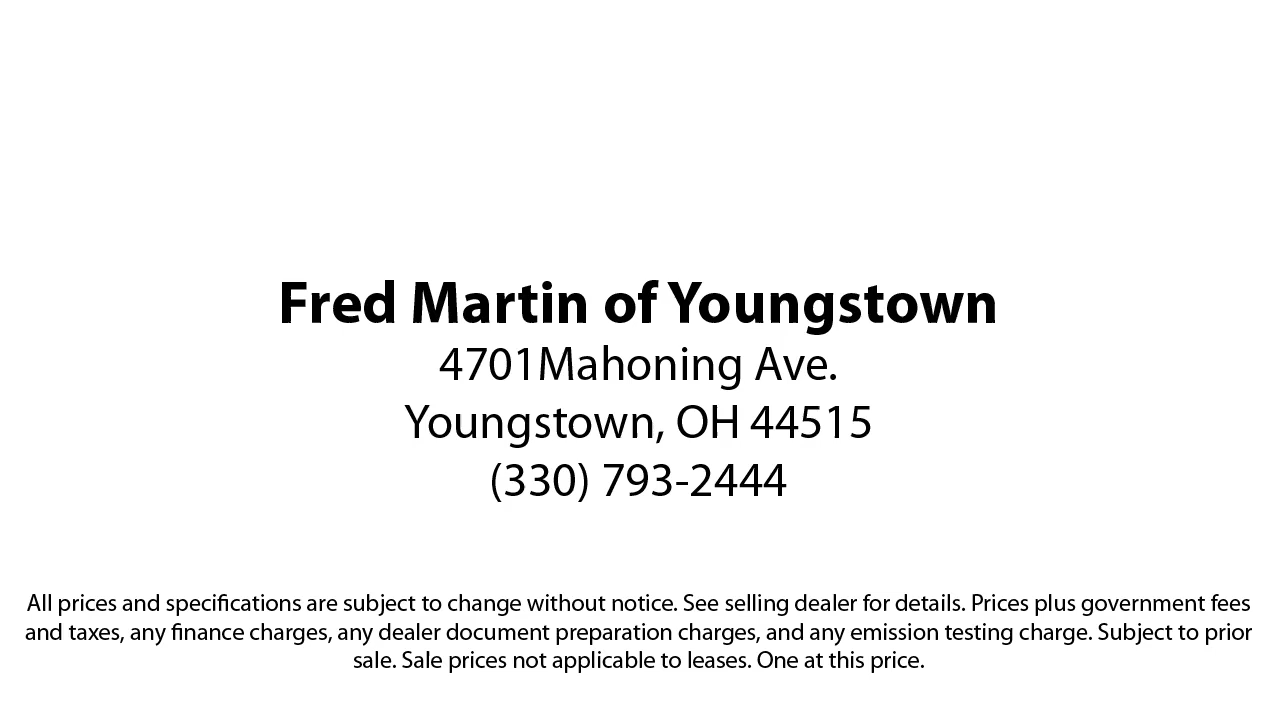 Fred Martin of Youngstown
4701Mahoning Ave.
Youngstown, OH 44515
(330) 793-2444
All prices and specifications are subject to change without notice. See selling dealer for details. Prices plus government fees
and taxes, any finance charges, any dealer document preparation charges, and any emission testing charge. Subject to prior
sale. Sale prices not applicable to leases. One at this price.